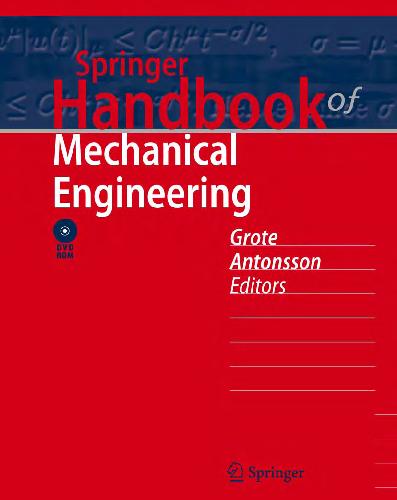 Springer
Handbook of
Mechanical
Engineering
DVD
ROM
Grote
Antonsson
Editors
Springer